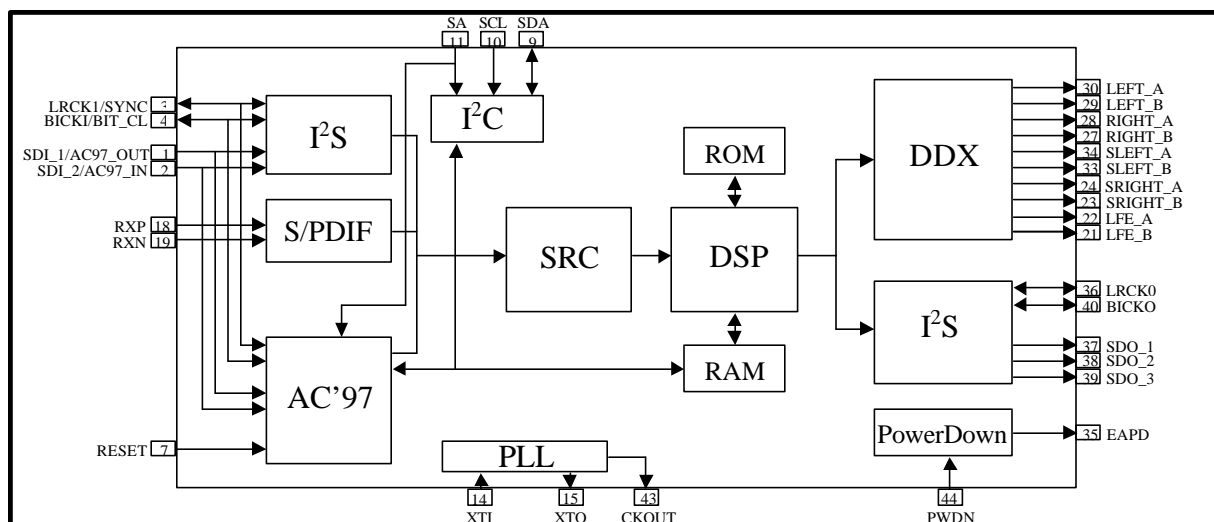 SA SCL SDA
11 10 9
LRCK1/SYNC 3
BICKI/BIT_CL 4
SDI_1/AC97_OUT 1
SDI_2/AC97_IN 2
RXP 18
RXN 19
RESET 7
I²S
I²C
S/PDIF
AC'97
SRC
ROM
DSP
RAM
DDX
I²S
PowerDown
PLL
30 LEFT_A
29 LEFT_B
28 RIGHT_A
27 RIGHT_B
34 SLEFT_A
33 SLEFT_B
24 SRIGHT_A
23 SRIGHT_B
22 LFE_A
21 LFE_B
36 LRCK0
40 BICKO
37 SDO_1
38 SDO_2
39 SDO_3
35 EAPD
14 15 43 44
XTI XTO CKOUT PWDN